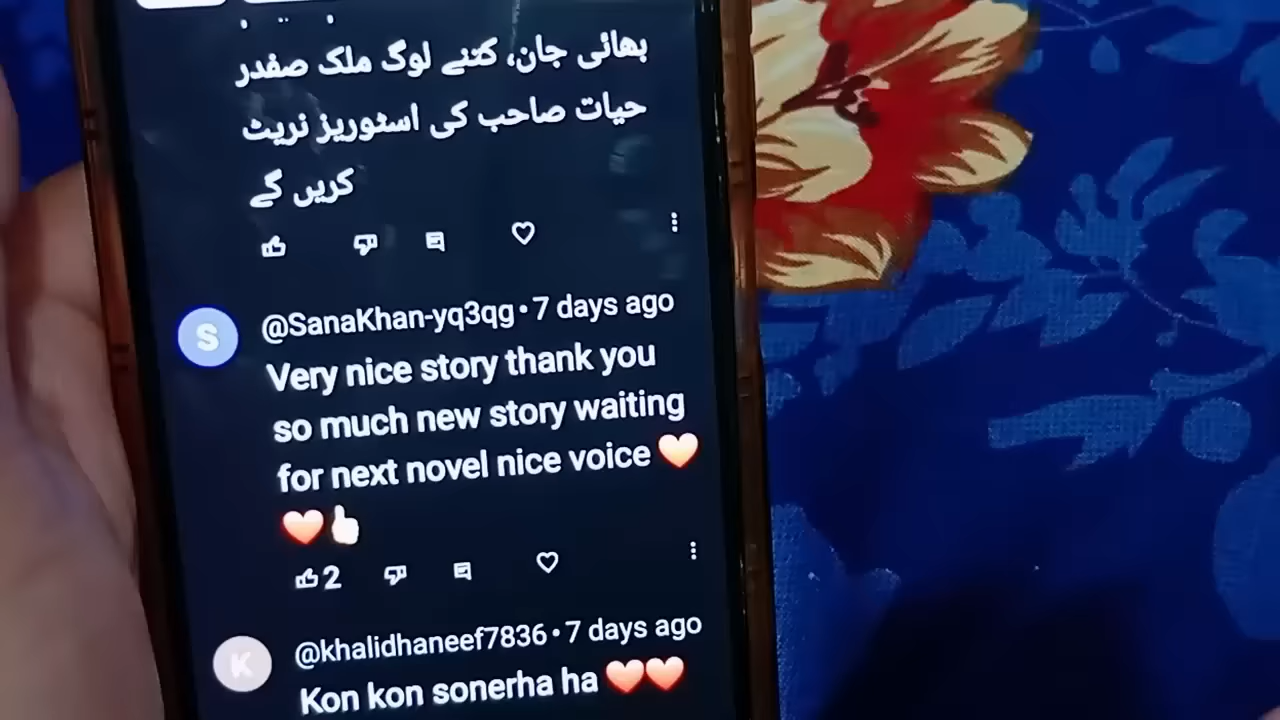 بھائی جان، کتنے لوگ ملک صفدر
حیات صاحب کی اسٹوریز نریٹ
کریں گے
S
@SanaKhan-yq3qg • 7 days ago
Very nice story thank you
so much new story waiting
for next novel nice voice ❤️
❤️👆
2
K
@khalidhaneef7836 • 7 days ago
Kon kon sonerha ha ❤️❤️